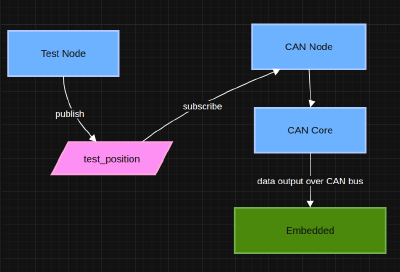 Test Node
CAN Node
publish
subscribe
CAN Core
test_position
data output over CAN bus
Embedded